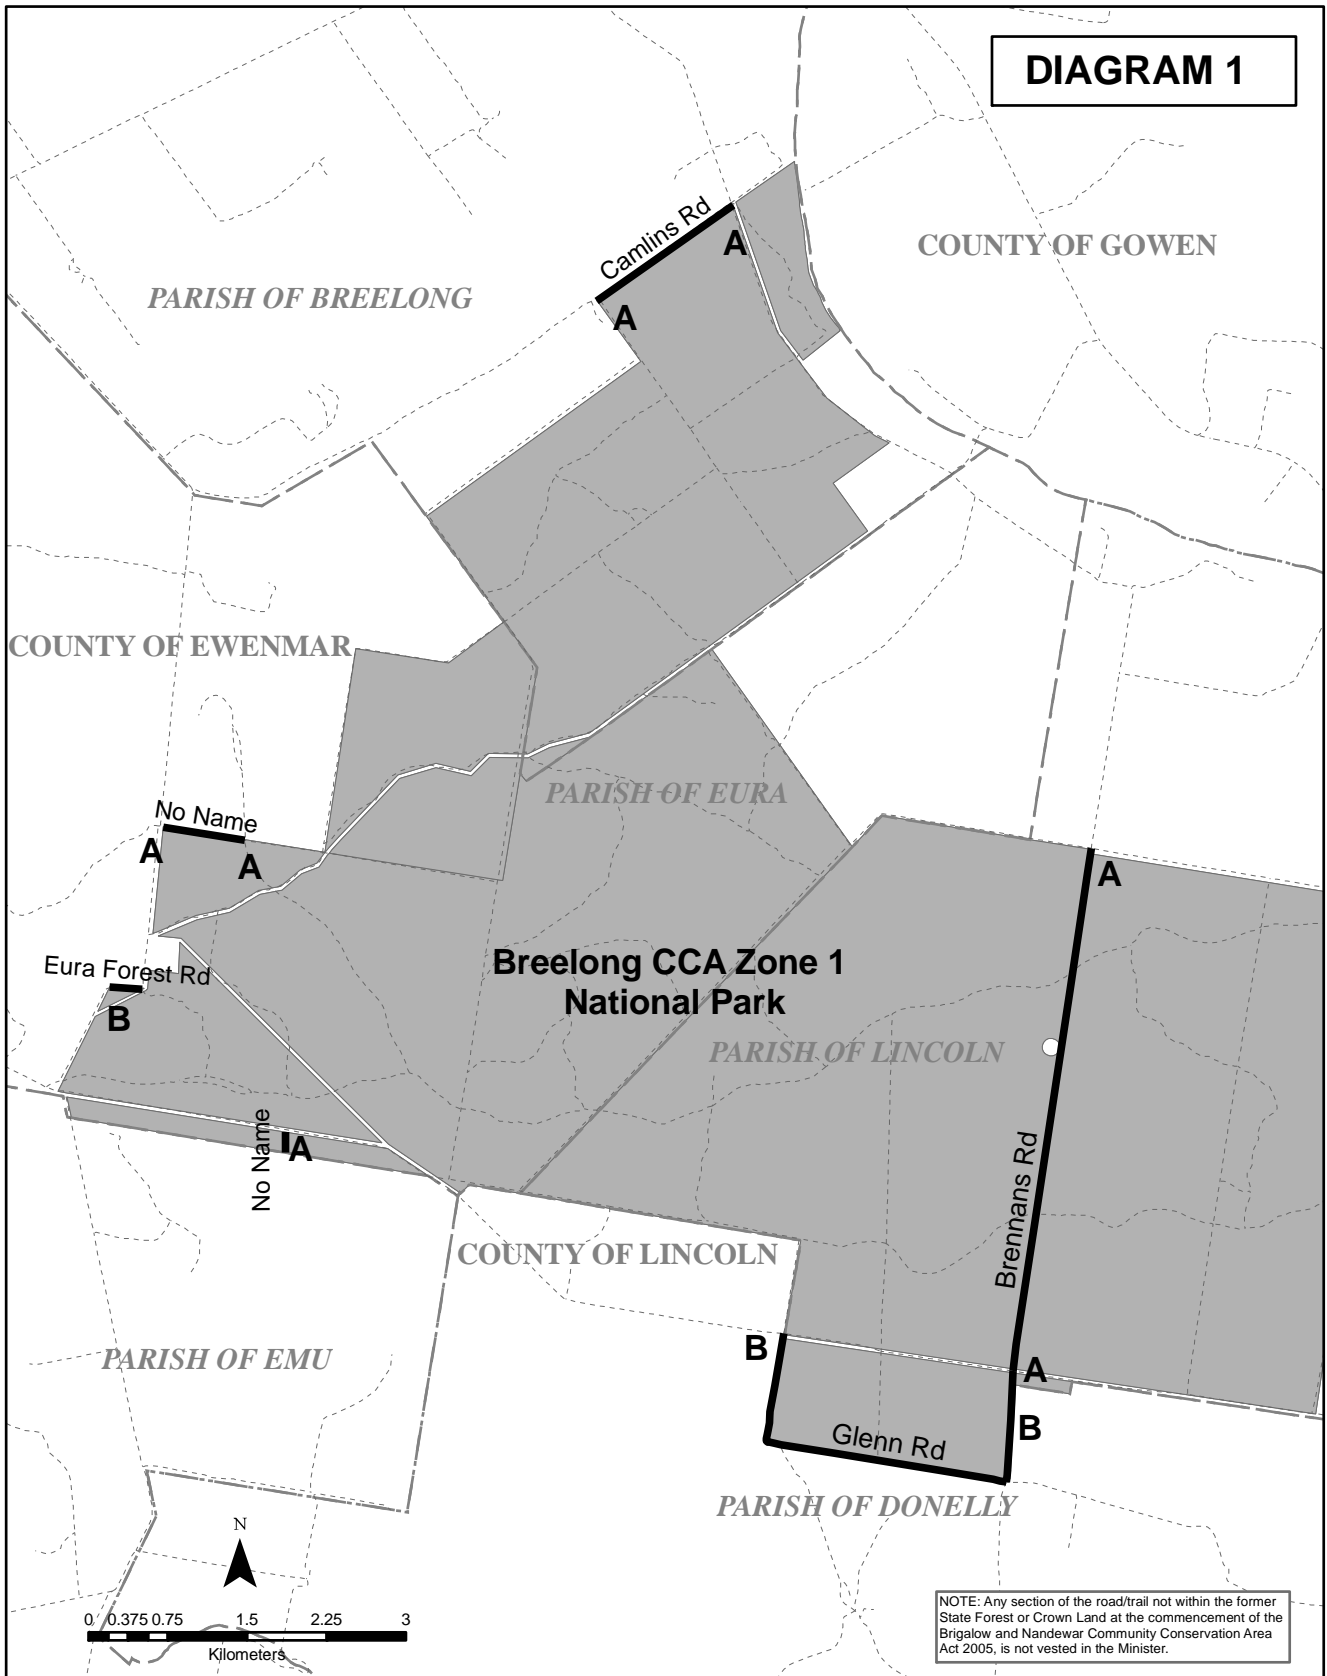 DIAGRAM 1
Camlins Rd
A
COUNTY OF GOWEN
PARISH OF BREELONG
A
COUNTY OF EWENMAR
PARISH OF EURA
No Name
A
A
A
Breelong CCA Zone 1
National Park
Eura Forest Rd
B
PARISH OF LINCOLN
No Name
A
Brennans Rd
COUNTY OF LINCOLN
B
PARISH OF EMU
A
B
Glenn Rd
PARISH OF DONELLY
N
0 0.375 0.75 1.5 2.25 3
Kilometers
NOTE: Any section of the road/trail not within the former
State Forest or Crown Land at the commencement of the
Brigalow and Nandewar Community Conservation Area
Act 2005, is not vested in the Minister.